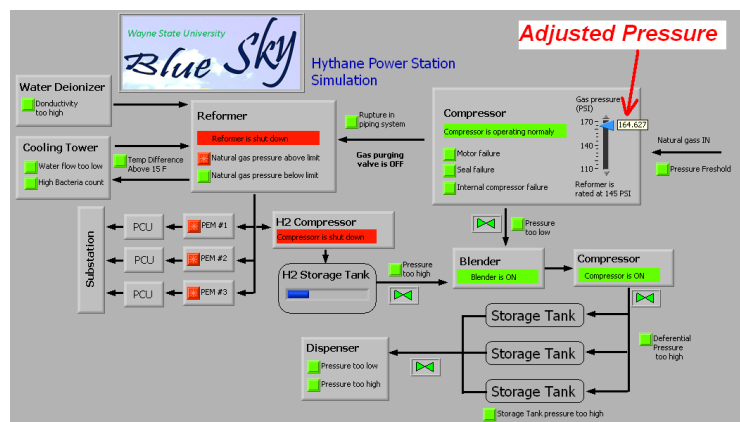 Adjusted Pressure
Wayne State University
Blue Sky
Hythane Power Station
Simulation
Water Deionizer
Donductivity
too high
Cooling Tower
Water flow too low
High Bacteria count
Temp Difference
Above 15 F
Reformer
Reformer is shut down
Natural gas pressure above limit
Natural gas pressure below limit
Rupture in
piping system
Gas purging
valve is OFF
Compressor
Compressor is operating normaly
Motor failure
Seal failure
Internal compressor failure
Gas pressure
(PSI)
170
164.627
140
110
Reformer is
rated at 145 PSI
Natural gass IN
Pressure Freshold
Substation
PCU
PEM #1
PCU
PEM #2
PCU
PEM #3
H2 Compressor
Compressorr is shut down
H2 Storage Tank
Pressure
too high
Pressure
too low
Blender
Blender is ON
Compressor
Compressor is ON
Storage Tank
Storage Tank
Storage Tank
Deferential
Pressure
too high
Dispenser
Pressure too low
Pressure too high
Storage Tank pressure too high